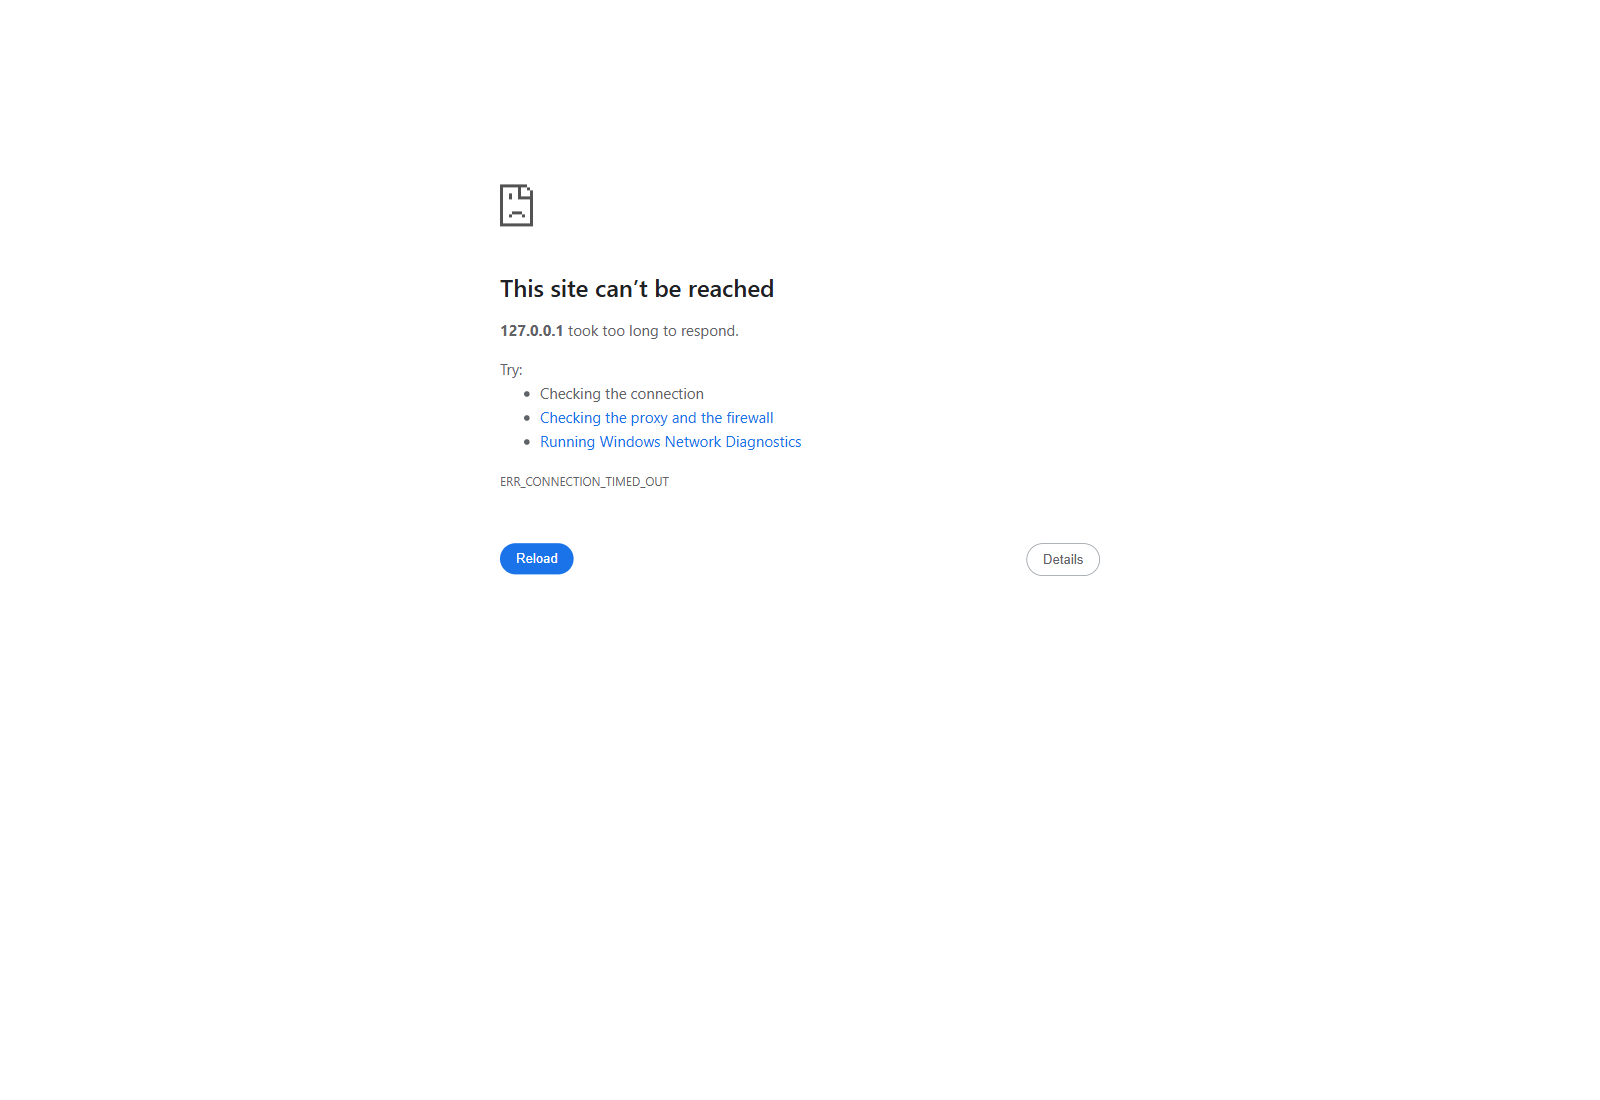 This site can’t be reached
127.0.0.1 took too long to respond.
Try:
Checking the connection
Checking the proxy and the firewall
Running Windows Network Diagnostics
ERR_CONNECTION_TIMED_OUT
Reload
Details